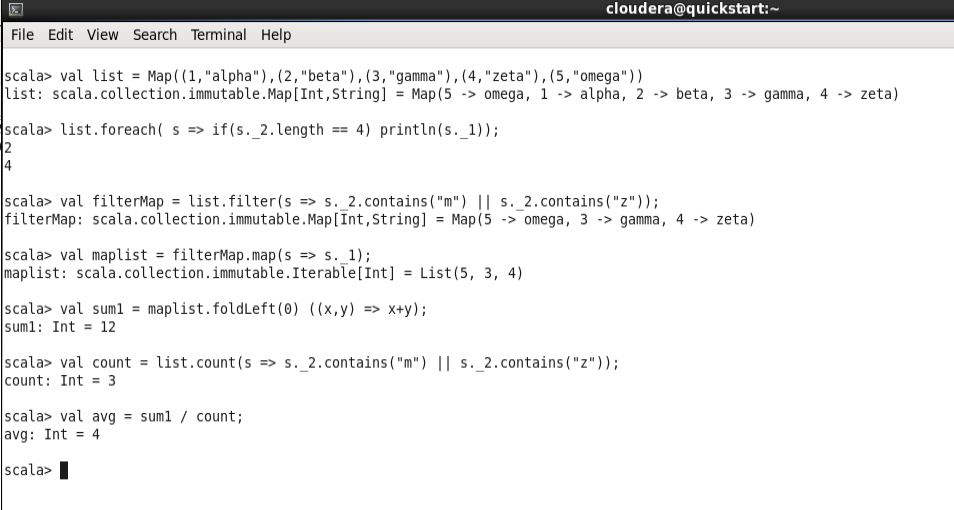 cloudera@quickstart:~
File Edit View Search Terminal Help
scala> val list = Map((1,"alpha"),(2,"beta"),(3,"gamma"),(4,"zeta"),(5,"omega"))
list: scala.collection.immutable.Map[Int,String] = Map(5 -> omega, 1 -> alpha, 2 -> beta, 3 -> gamma, 4 -> zeta)
scala> list.foreach( s => if(s._2.length == 4) println(s._1));
2
4
scala> val filterMap = list.filter(s => s._2.contains("m") || s._2.contains("z"));
filterMap: scala.collection.immutable.Map[Int,String] = Map(5 -> omega, 3 -> gamma, 4 -> zeta)
scala> val maplist = filterMap.map(s => s._1);
maplist: scala.collection.immutable.Iterable[Int] = List(5, 3, 4)
scala> val sum1 = maplist.foldLeft(0) ((x,y) => x+y);
sum1: Int = 12
scala> val count = list.count(s => s._2.contains("m") || s._2.contains("z"));
count: Int = 3
scala> val avg = sum1 / count;
avg: Int = 4
scala>